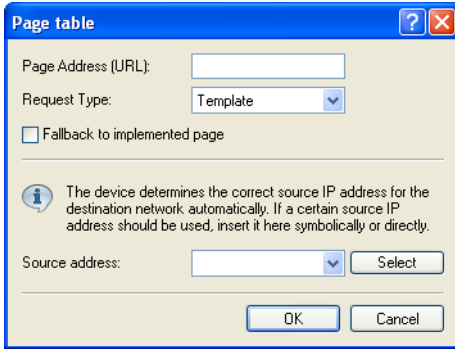 Page table
Page Address (URL):
Request Type: Template
Fallback to implemented page
The device determines the correct source IP address for the
destination network automatically. If a certain source IP
address should be used, insert it here symbolically or directly.
Source address: Select
OK Cancel